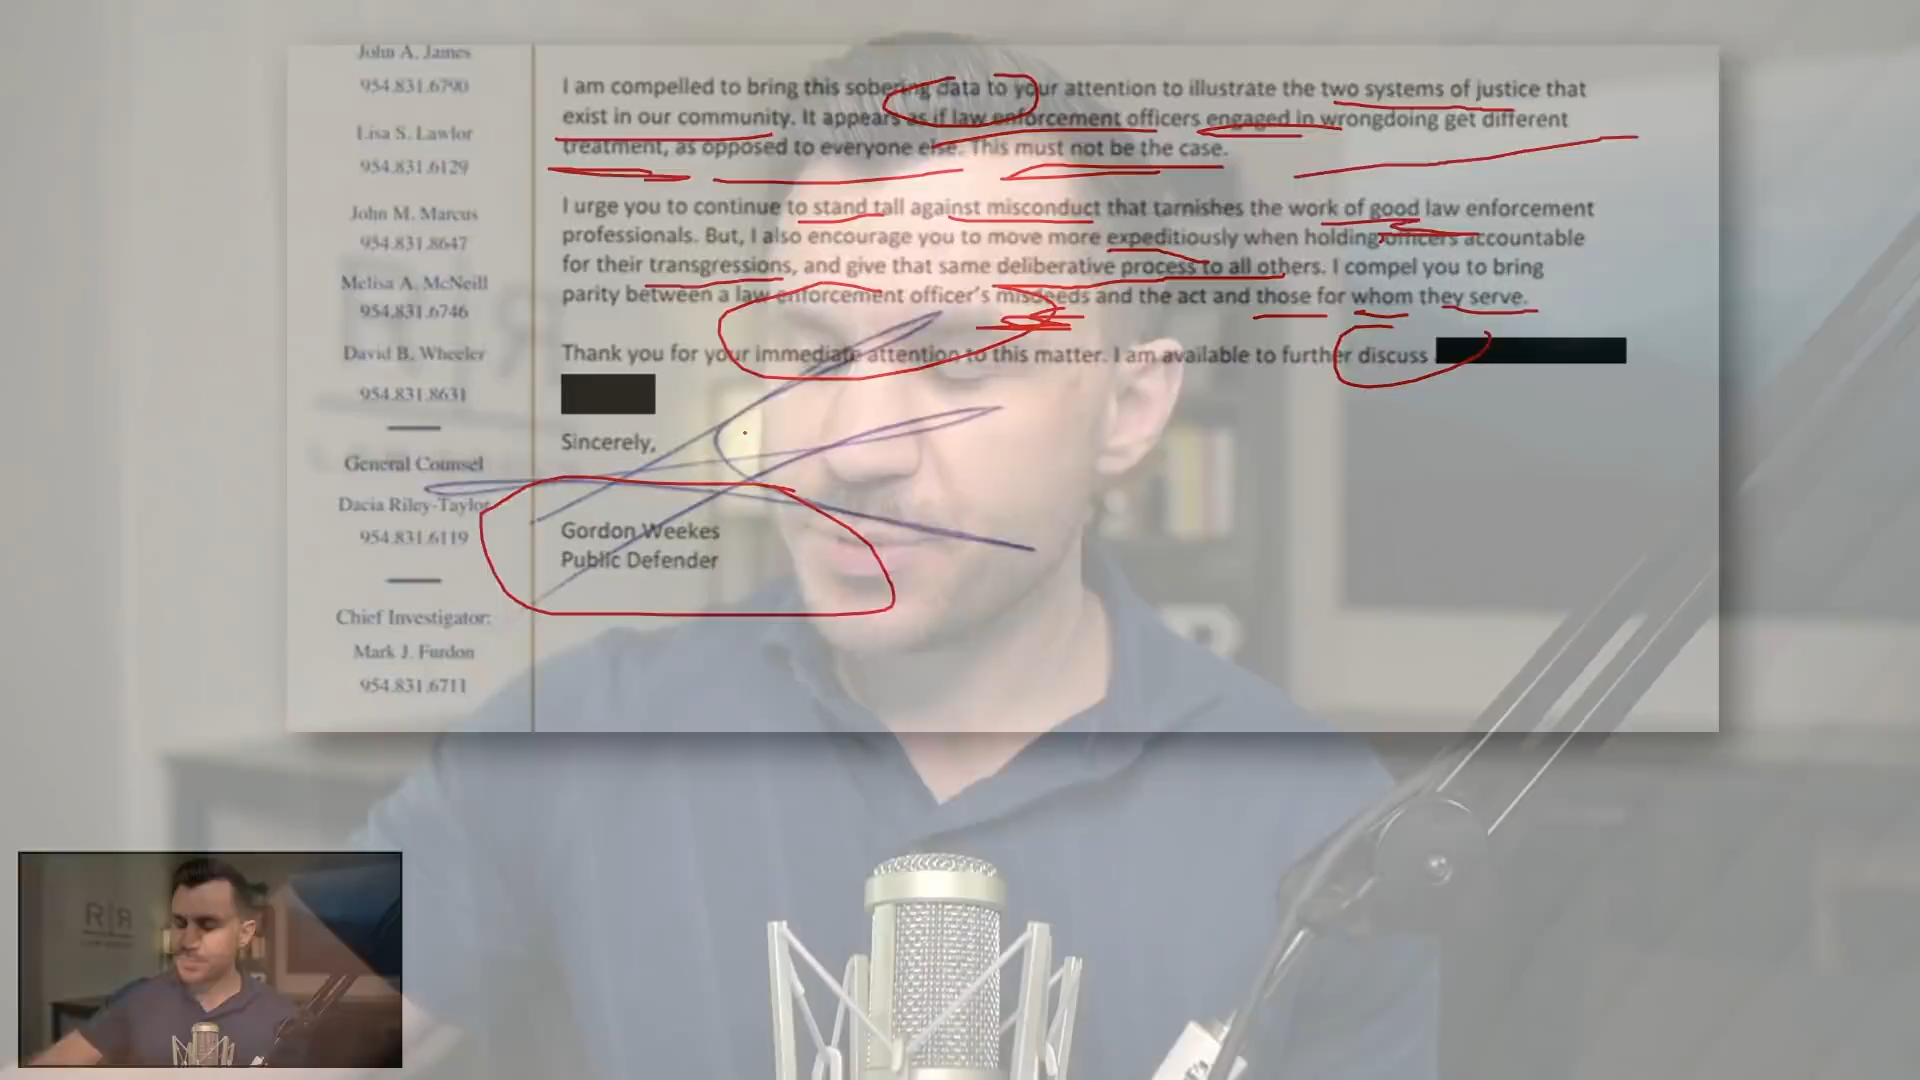 John A. James
954.831.6790
Lisa S. Lawlor
954.831.6129
John M. Marcus
954.831.8647
Melisa A. McNeill
954.831.6746
David B. Wheeler
954.831.8631
General Counsel
Dacia Riley-Taylor
954.831.6119
Chief Investigator:
Mark J. Furdon
954.831.6711
I am compelled to bring this sobering data to your attention to illustrate the two systems of justice that
exist in our community. It appears as if law enforcement officers engaged in wrongdoing get different
treatment, as opposed to everyone else. This must not be the case.
I urge you to continue to stand tall against misconduct that tarnishes the work of good law enforcement
professionals. But, I also encourage you to move more expeditiously when holding officers accountable
for their transgressions, and give that same deliberative process to all others. I compel you to bring
parity between a law enforcement officer's misdeeds and the act and those for whom they serve.
Thank you for your immediate attention to this matter. I am available to further discuss
Sincerely,
Gordon Weekes
Public Defender
R|R